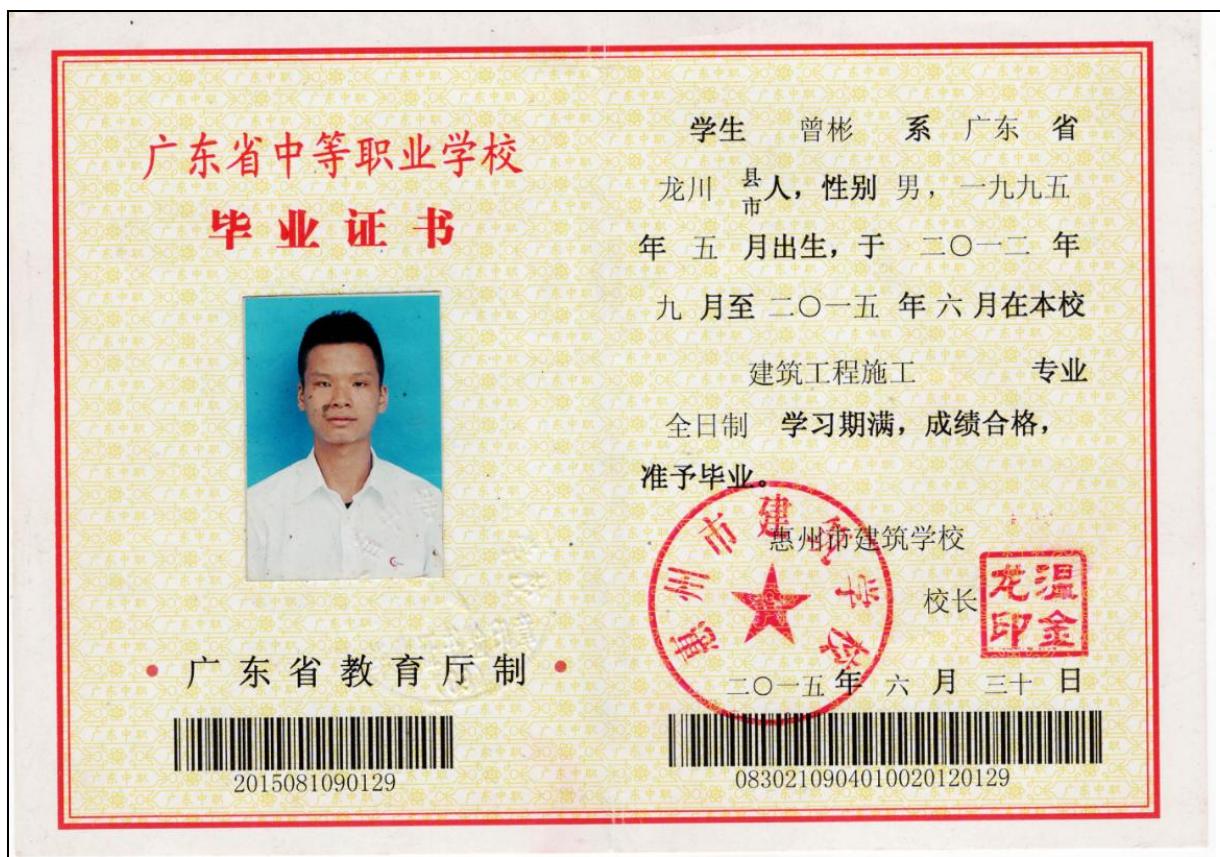 广东省中等职业学校
毕业证书
广东省教育厅制
2015081090129
学生 曾彬 系 广东 省
龙川 县市人，性别 男，一九九五
年 五 月出生，于 二〇一二 年
九 月至 二〇一五 年 六 月在本校
建筑工程施工 专业
全日制 学习期满，成绩合格，
准予毕业。
惠州市建筑学校
校长
温金龙印
惠州市建筑学校
二〇一五 年 六 月 三十 日
0830210904010020120129